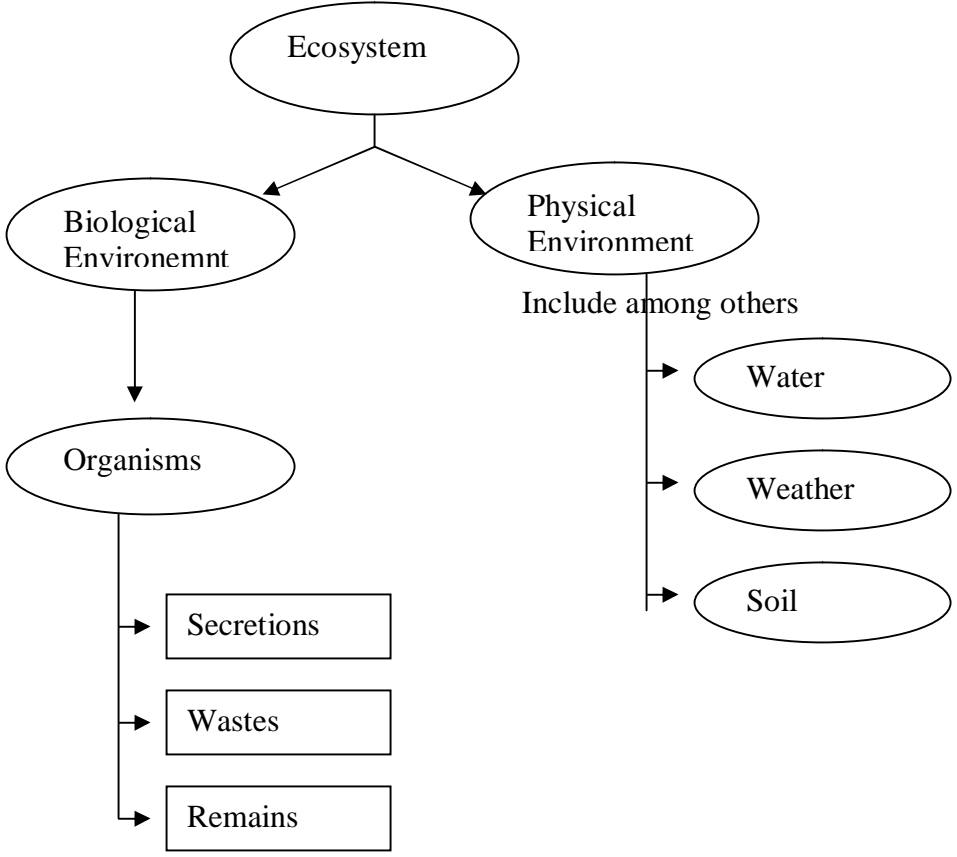 Ecosystem
Biological
Environemnt
Physical
Environment
Include among others
Water
Weather
Soil
Organisms
Secretions
Wastes
Remains